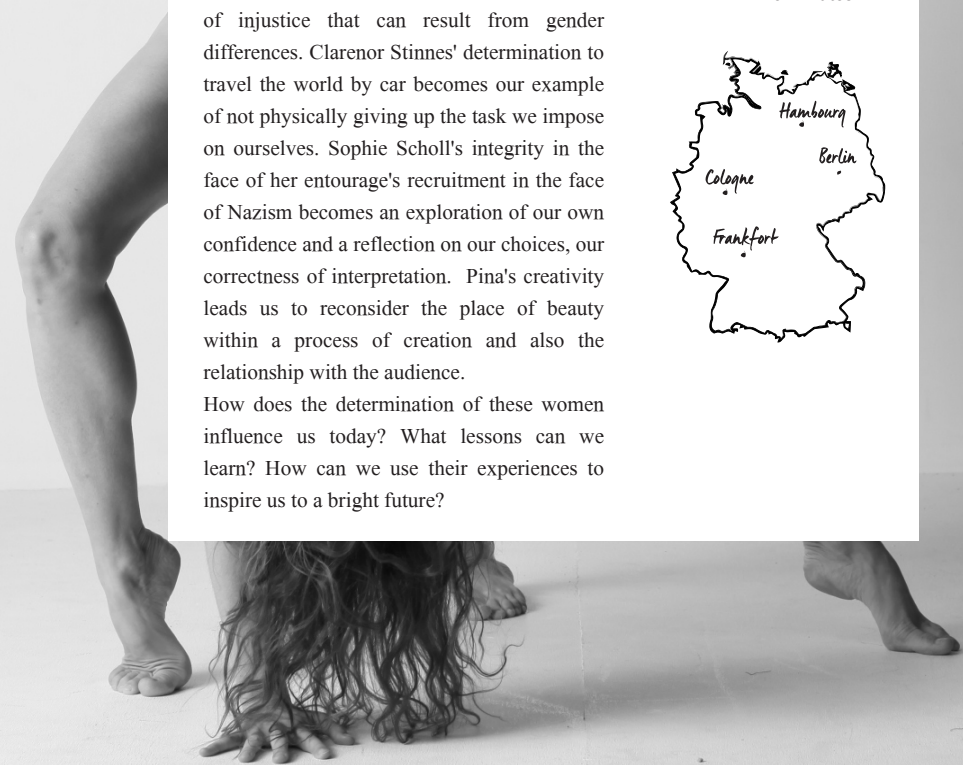 of injustice that can result from gender
differences. Clarenor Stinnes' determination to
travel the world by car becomes our example
of not physically giving up the task we impose
on ourselves. Sophie Scholl's integrity in the
face of her entourage's recruitment in the face
of Nazism becomes an exploration of our own
confidence and a reflection on our choices, our
correctness of interpretation. Pina's creativity
leads us to reconsider the place of beauty
within a process of creation and also the
relationship with the audience.
How does the determination of these women
influence us today? What lessons can we
learn? How can we use their experiences to
inspire us to a bright future?
Hambourg
Berlin
Cologne
Frankfort